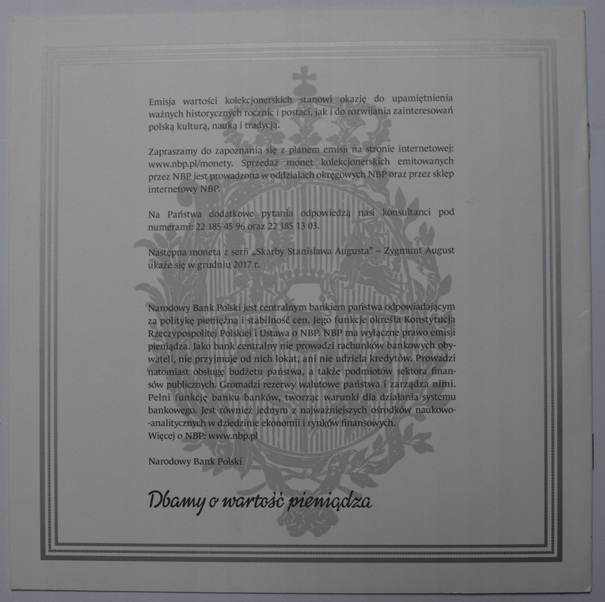 Emisja wartości kolekcjonerskich stanowi okazję do upamiętnienia
ważnych historycznych rocznic i postaci, jak i do rozwijania zainteresowań
polską kulturą, nauką i tradycją.
Zapraszamy do zapoznania się z planem emisji na stronie internetowej:
www.nbp.pl/monety. Sprzedaż monet kolekcjonerskich emitowanych
przez NBP jest prowadzona w oddziałach okręgowych NBP oraz przez sklep
internetowy NBP.
Na Państwa dodatkowe pytania odpowiedzą nasi konsultanci pod
numerami: 22 185 45 96 oraz 22 185 13 03.
Następna moneta z serii „Skarby Stanisława Augusta” – Zygmunt August
ukaże się w grudniu 2017 r.
Narodowy Bank Polski jest centralnym bankiem państwa odpowiadającym
za politykę pieniężną i stabilność cen. Jego funkcje określa Konstytucja
Rzeczypospolitej Polskiej i Ustawa o NBP. NBP ma wyłączne prawo emisji
pieniądza. Jako bank centralny nie prowadzi rachunków bankowych oby-
wateli, nie przyjmuje od nich lokat, ani nie udziela kredytów. Prowadzi
natomiast obsługę budżetu państwa, a także podmiotów sektora finan-
sów publicznych. Gromadzi rezerwy walutowe państwa i zarządza nimi.
Pełni funkcję banku banków, tworząc warunki dla działania systemu
bankowego. Jest również jednym z najważniejszych ośrodków naukowo-
-analitycznych w dziedzinie ekonomii i rynków finansowych.
Więcej o NBP: www.nbp.pl
Narodowy Bank Polski
Dbamy o wartość pieniądza